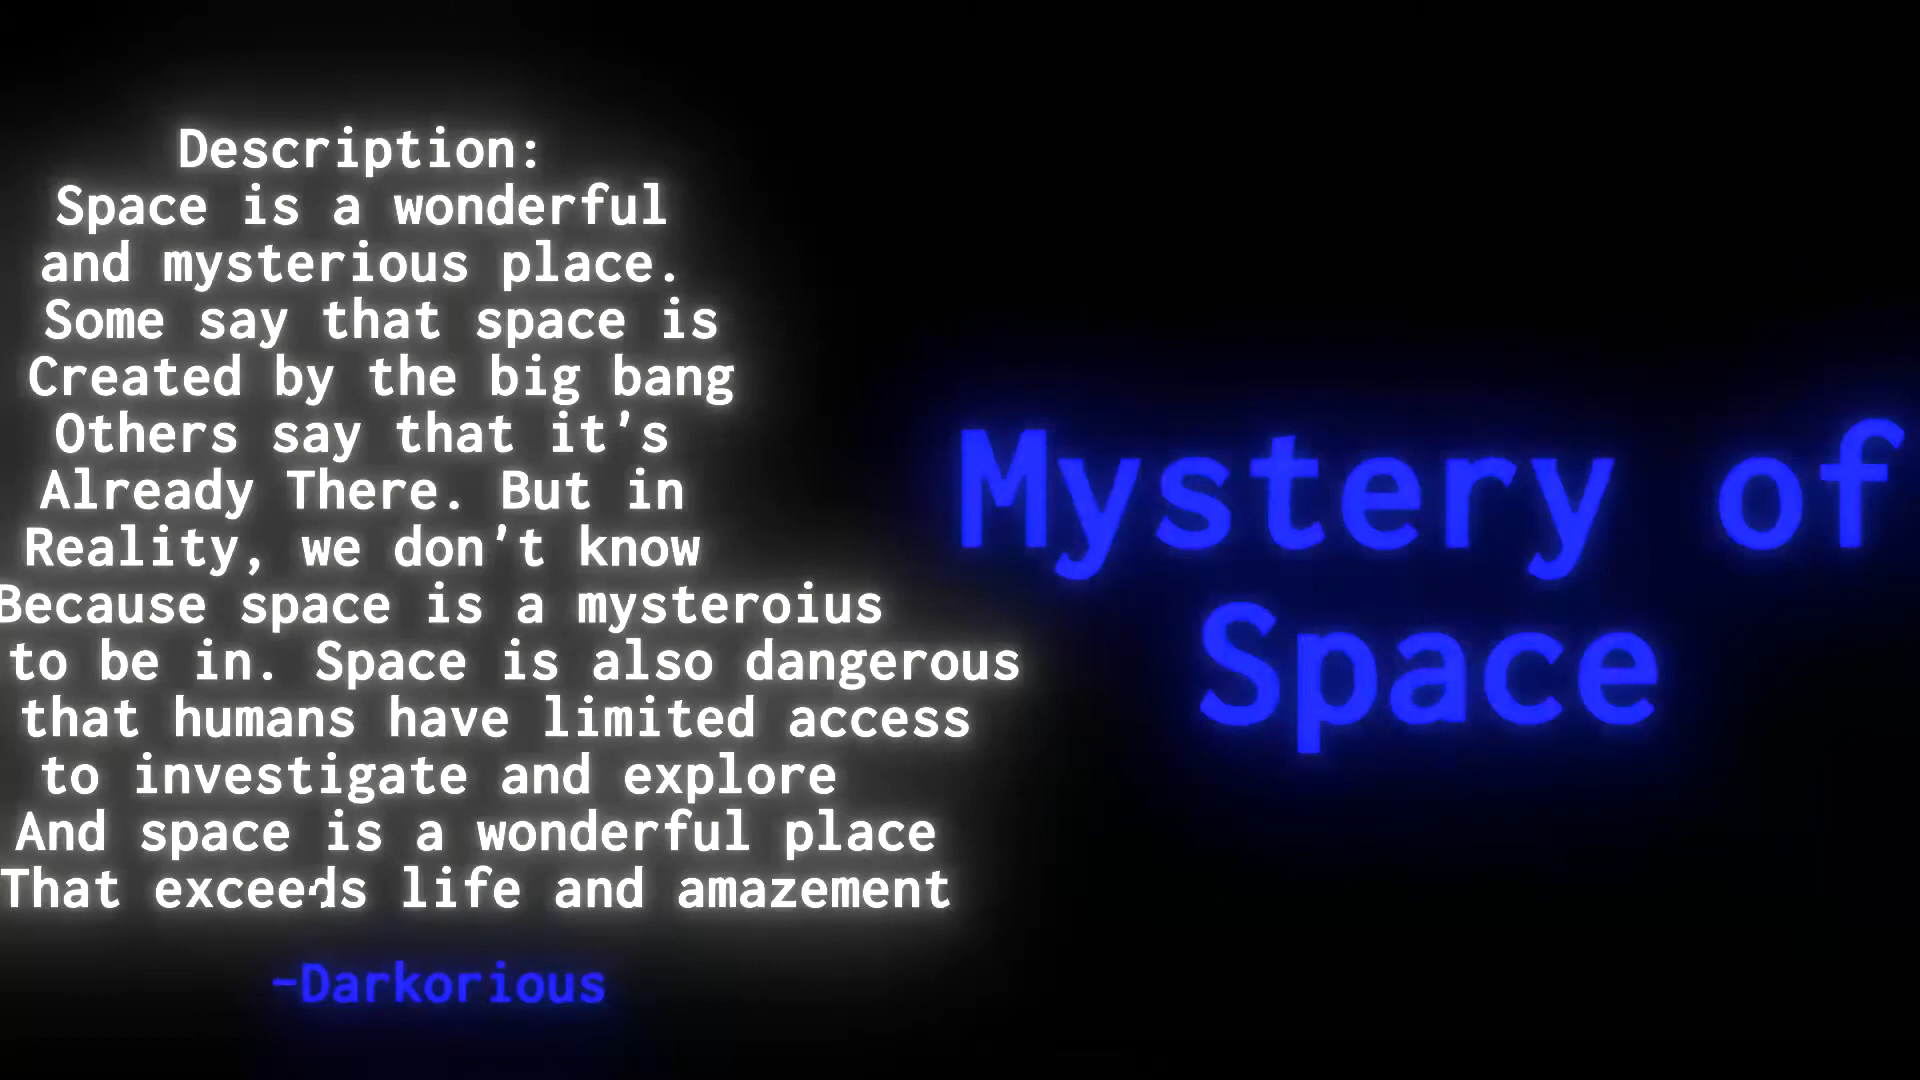 Description:
Space is a wonderful
and mysterious place.
Some say that space is
Created by the big bang
Others say that it's
Already There. But in
Reality, we don't know
Because space is a mysteroius
to be in. Space is also dangerous
that humans have limited access
to investigate and explore
And space is a wonderful place
That exceeds life and amazement
-Darkorious
Mystery of
Space